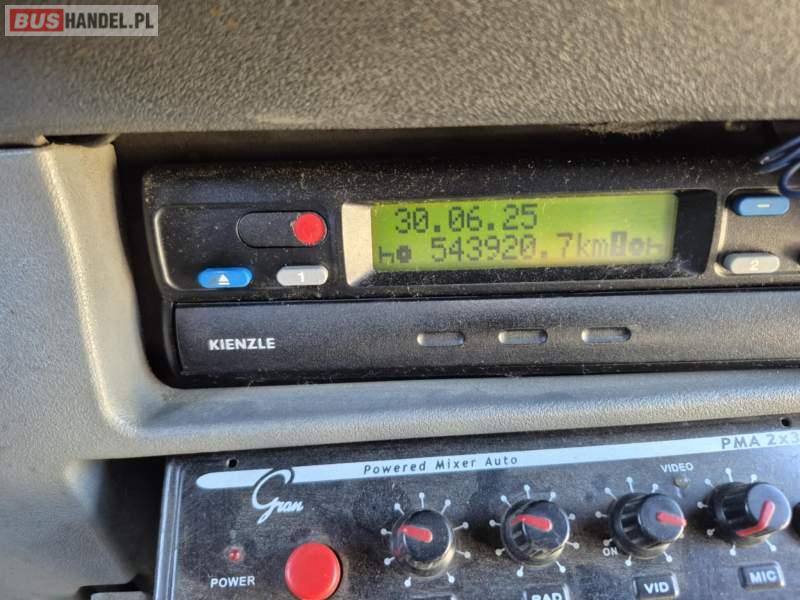 BUSHANDEL.PL
30.06.25
543920.7km
1
2
KIENZLE
Powered Mixer Auto
PMA 2x3
Gran
VIDEO
POWER
ON
RAD
VID
MIC